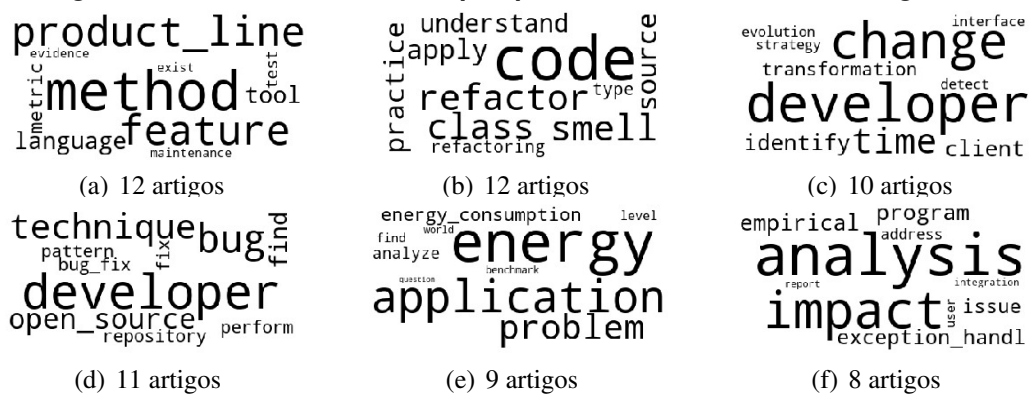 product_line
evidence
exist
metric
method
test
tool
language
feature
maintenance
(a) 12 artigos
understand
practice
apply
code
source
refactor
type
class
smell
refactoring
(b) 12 artigos
interface
evolution
strategy
change
transformation
detect
developer
identify
time
client
(c) 10 artigos
technique
bug
find
pattern
fix
bug_fix
developer
open_source
repository
perform
(d) 11 artigos
energy_consumption
level
world
find
energy
analyze
benchmark
question
application
problem
(e) 9 artigos
empirical
program
address
analysis
report
integration
impact
user
issue
exception_handl
(f) 8 artigos